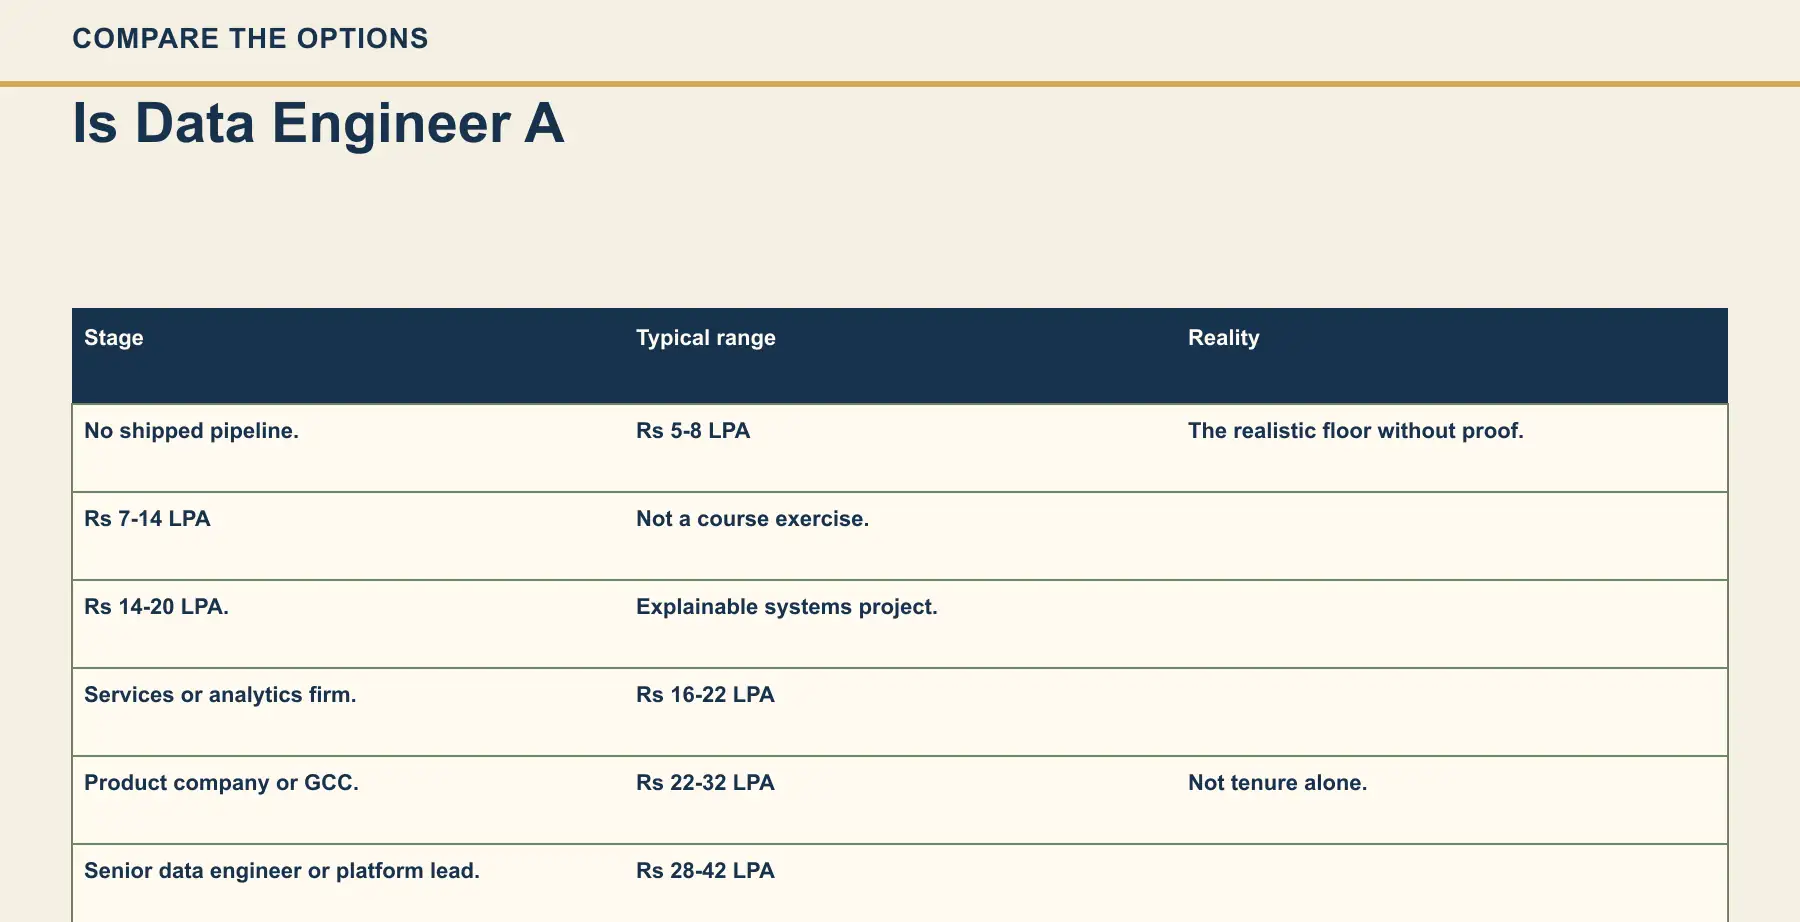 COMPARE THE OPTIONS
Is Data Engineer A
Stage Typical range Reality
No shipped pipeline. Rs 5-8 LPA The realistic floor without proof.
Rs 7-14 LPA Not a course exercise.
Rs 14-20 LPA. Explainable systems project.
Services or analytics firm. Rs 16-22 LPA
Product company or GCC. Rs 22-32 LPA Not tenure alone.
Senior data engineer or platform lead. Rs 28-42 LPA